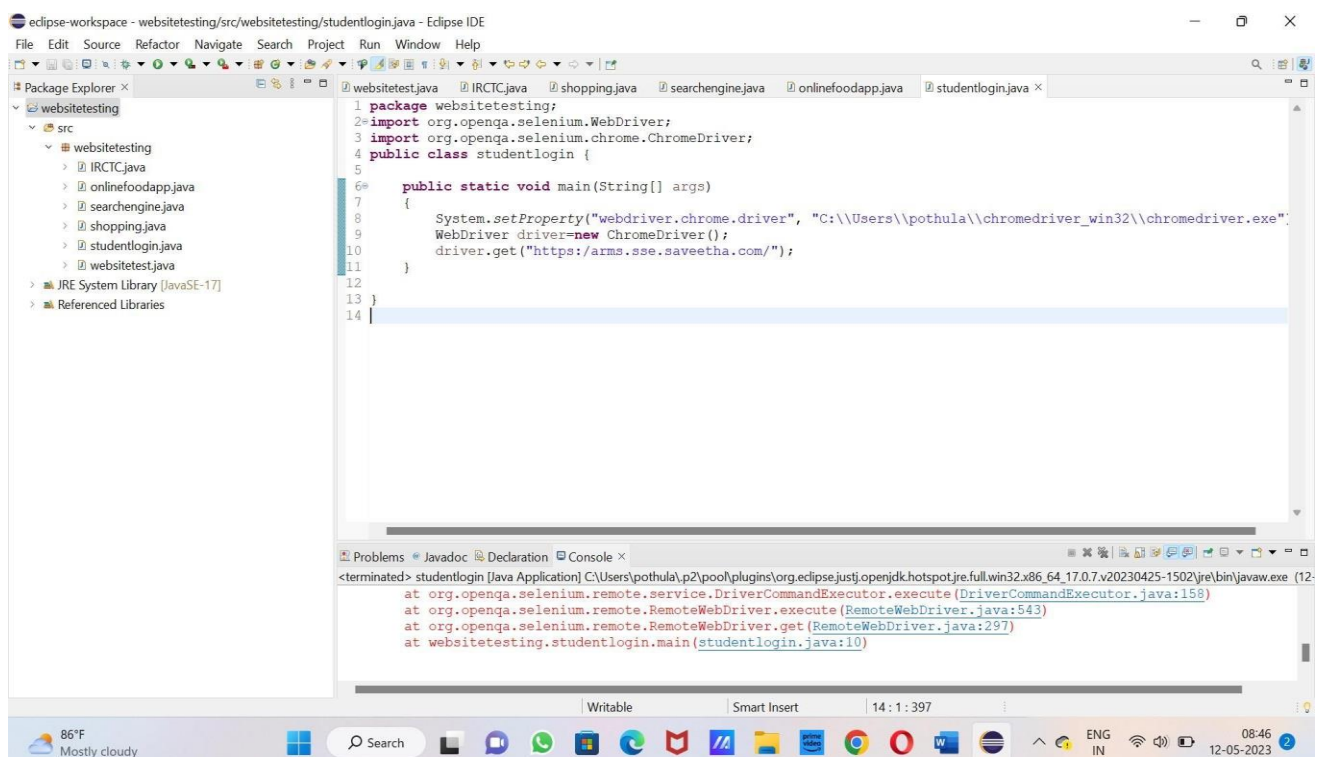 eclipse-workspace - websitetesting/src/websitetesting/studentlogin.java - Eclipse IDE
File Edit Source Refactor Navigate Search Project Run Window Help
Package Explorer
websitetesting
src
websitetesting
IRCTC.java
onlinefoodapp.java
searchengine.java
shopping.java
studentlogin.java
websitetest.java
JRE System Library [JavaSE-17]
Referenced Libraries
websitetest.java IRCTC.java shopping.java searchengine.java onlinefoodapp.java studentlogin.java
1 package websitetesting;
2 import org.openqa.selenium.WebDriver;
3 import org.openqa.selenium.chrome.ChromeDriver;
4 public class studentlogin {
5
6 public static void main(String[] args)
7 {
8 System.setProperty("webdriver.chrome.driver", "C:\\Users\\pothula\\chromedriver_win32\\chromedriver.exe")
9 WebDriver driver=new ChromeDriver();
10 driver.get("https:/arms.sse.saveetha.com/");
11 }
12
13 }
14
Problems Javadoc Declaration Console
<terminated> studentlogin [Java Application] C:\Users\pothula\.p2\pool\plugins\org.eclipse.justj.openjdk.hotspot.jre.full.win32.x86_64_17.0.7.v20230425-1502\jre\bin\javaw.exe (12-
at org.openqa.selenium.remote.service.DriverCommandExecutor.execute(DriverCommandExecutor.java:158)
at org.openqa.selenium.remote.RemoteWebDriver.execute(RemoteWebDriver.java:543)
at org.openqa.selenium.remote.RemoteWebDriver.get(RemoteWebDriver.java:297)
at websitetesting.studentlogin.main(studentlogin.java:10)
Writable Smart Insert 14 : 1 : 397
86°F
Mostly cloudy
Search
prime video
ENG
IN
08:46
12-05-2023
2